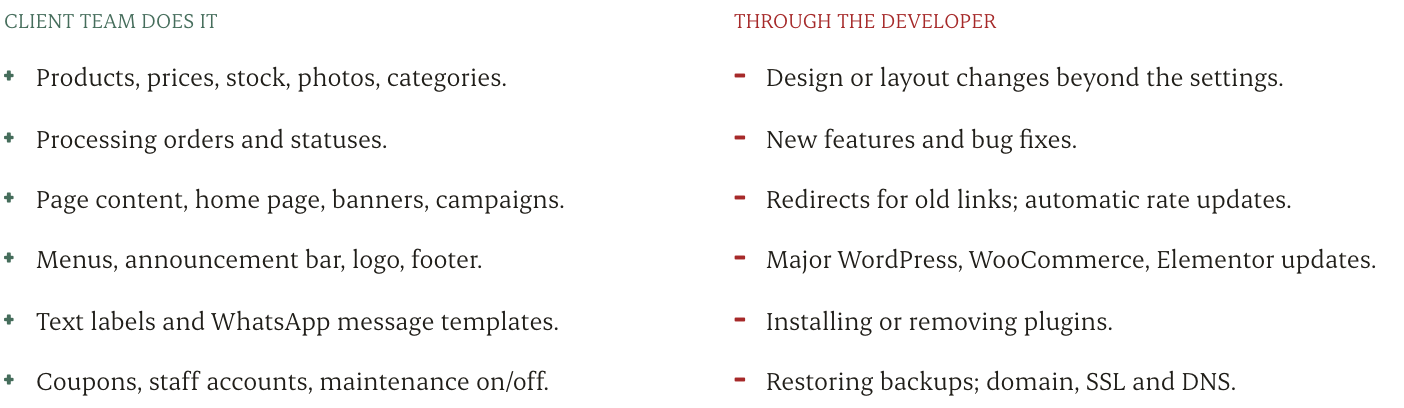 CLIENT TEAM DOES IT
+ Products, prices, stock, photos, categories.
+ Processing orders and statuses.
+ Page content, home page, banners, campaigns.
+ Menus, announcement bar, logo, footer.
+ Text labels and WhatsApp message templates.
+ Coupons, staff accounts, maintenance on/off.
THROUGH THE DEVELOPER
– Design or layout changes beyond the settings.
– New features and bug fixes.
– Redirects for old links; automatic rate updates.
– Major WordPress, WooCommerce, Elementor updates.
– Installing or removing plugins.
– Restoring backups; domain, SSL and DNS.